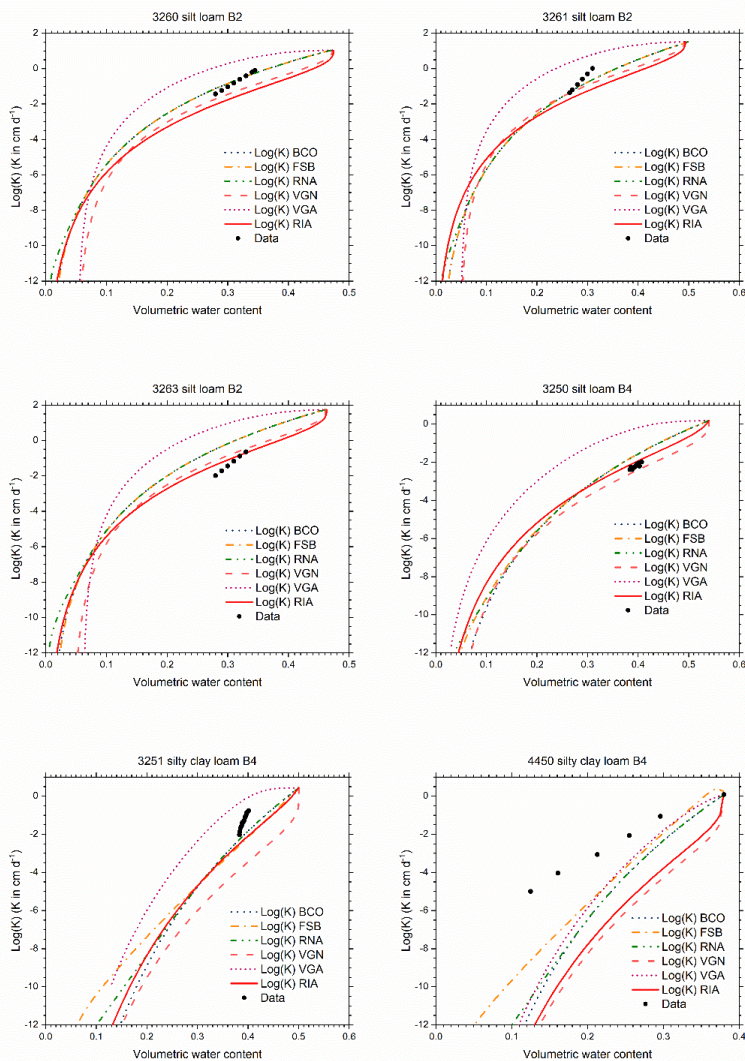 3260 silt loam B2
2
0
-2
-4
-6
-8
-10
-12
Log(K) (K in cm d⁻¹)
Log(K) BCO
Log(K) FSB
Log(K) RNA
Log(K) VGN
Log(K) VGA
Log(K) RIA
Data
0.0 0.1 0.2 0.3 0.4 0.5
Volumetric water content
3261 silt loam B2
2
0
-2
-4
-6
-8
-10
-12
Log(K) (K in cm d⁻¹)
Log(K) BCO
Log(K) FSB
Log(K) RNA
Log(K) VGN
Log(K) VGA
Log(K) RIA
Data
0.0 0.1 0.2 0.3 0.4 0.5 0.6
Volumetric water content
3263 silt loam B2
2
0
-2
-4
-6
-8
-10
-12
Log(K) (K in cm d⁻¹)
Log(K) BCO
Log(K) FSB
Log(K) RNA
Log(K) VGN
Log(K) VGA
Log(K) RIA
Data
0.0 0.1 0.2 0.3 0.4 0.5
Volumetric water content
3250 silt loam B4
0
-2
-4
-6
-8
-10
-12
Log(K) (K in cm d⁻¹)
Log(K) BCO
Log(K) FSB
Log(K) RNA
Log(K) VGN
Log(K) VGA
Log(K) RIA
Data
0.0 0.1 0.2 0.3 0.4 0.5 0.6
Volumetric water content
3251 silty clay loam B4
0
-2
-4
-6
-8
-10
-12
Log(K) (K in cm d⁻¹)
Log(K) BCO
Log(K) FSB
Log(K) RNA
Log(K) VGN
Log(K) VGA
Log(K) RIA
Data
0.0 0.1 0.2 0.3 0.4 0.5 0.6
Volumetric water content
4450 silty clay loam B4
0
-2
-4
-6
-8
-10
-12
Log(K) (K in cm d⁻¹)
Log(K) BCO
Log(K) FSB
Log(K) RNA
Log(K) VGN
Log(K) VGA
Log(K) RIA
Data
0.0 0.1 0.2 0.3 0.4
Volumetric water content